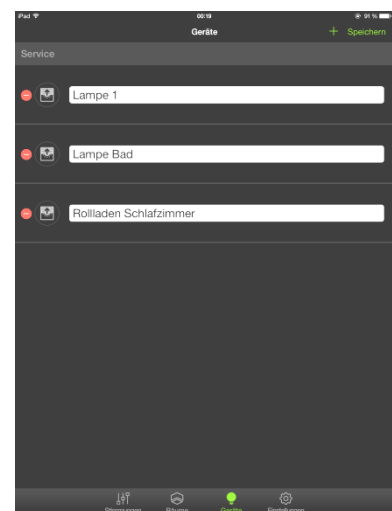 iPad
00:19
91 %
Geräte
+ Speichern
Service
Lampe 1
Lampe Bad
Rollladen Schlafzimmer
Stimmungen
Räume
Geräte
Einstellungen